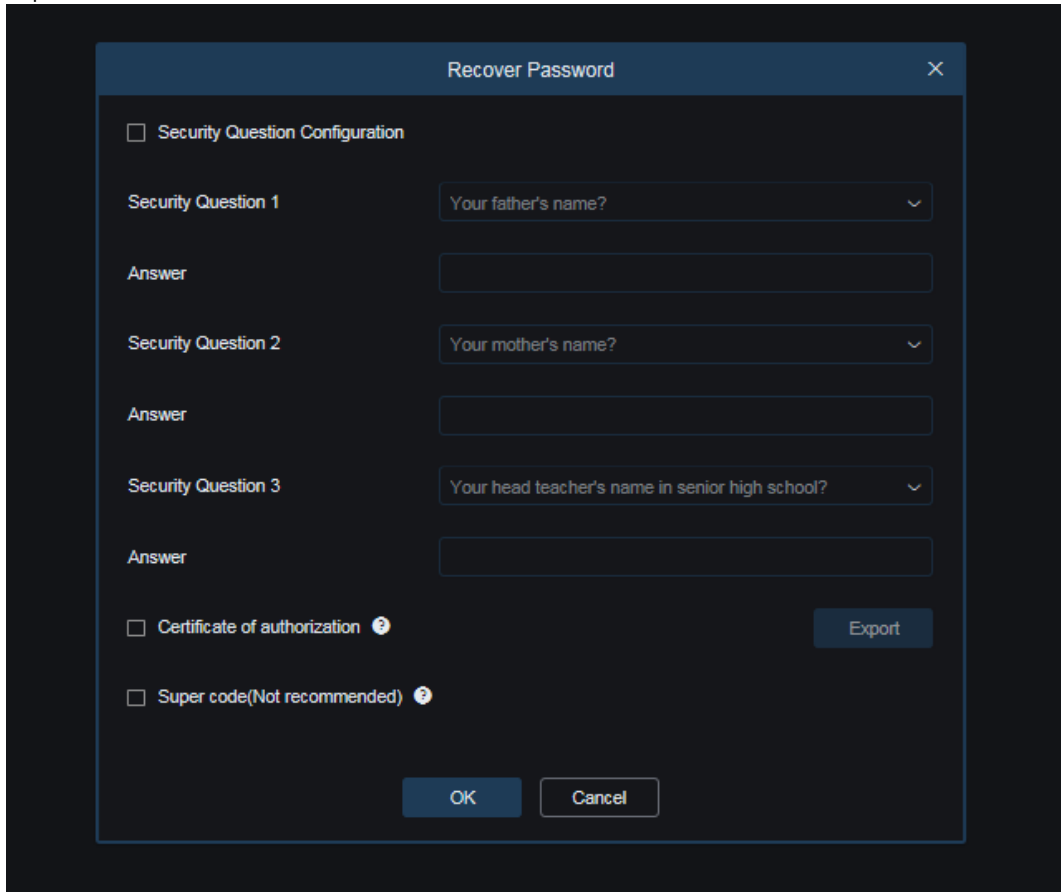 Recover Password
Security Question Configuration
Security Question 1 Your father's name?
Answer
Security Question 2 Your mother's name?
Answer
Security Question 3 Your head teacher's name in senior high school?
Answer
Certificate of authorization ? Export
Super code(Not recommended) ?
OK Cancel